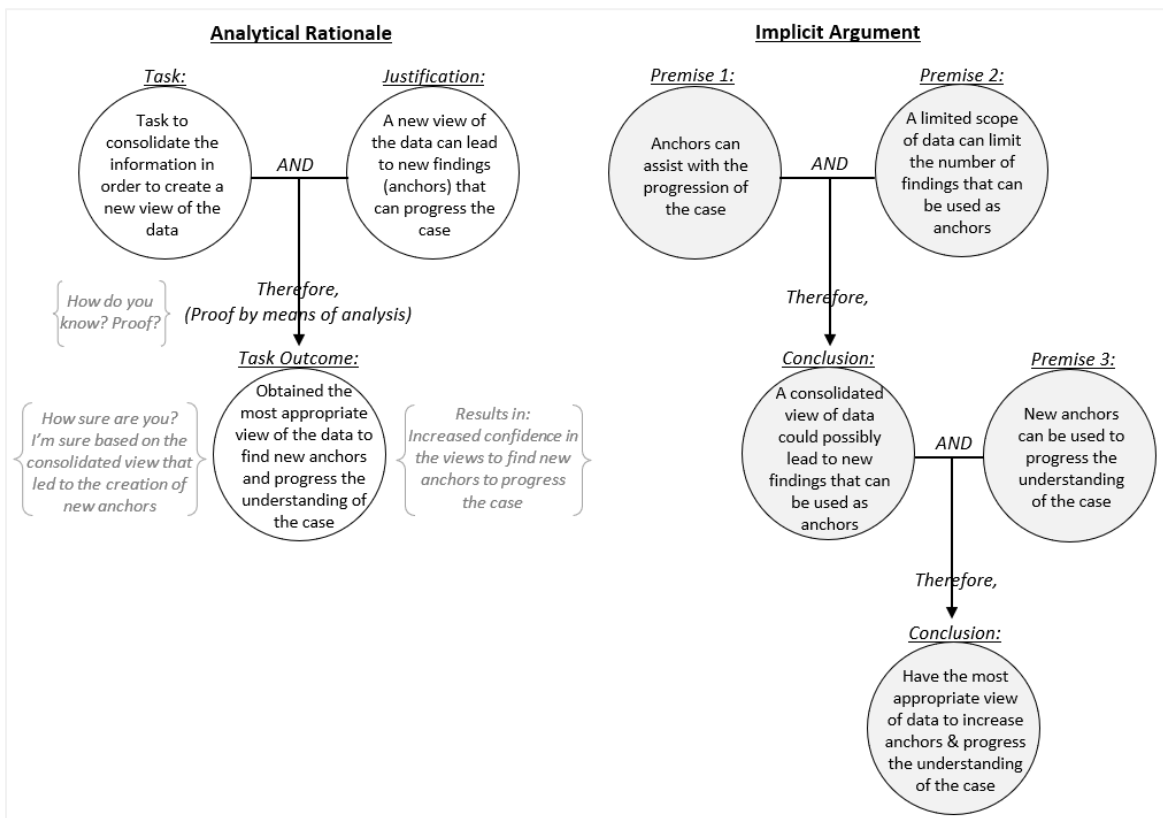 Analytical Rationale
Task:
Task to
consolidate the
information in
order to create a
new view of the
data
AND
Justification:
A new view of
the data can lead
to new findings
(anchors) that
can progress the
case
How do you
know? Proof?
Therefore,
(Proof by means of analysis)
Task Outcome:
Obtained the
most appropriate
view of the data to
find new anchors
and progress the
understanding of
the case
How sure are you?
I'm sure based on the
consolidated view that
led to the creation of
new anchors
Results in:
Increased confidence in
the views to find new
anchors to progress
the case
Implicit Argument
Premise 1:
Anchors can
assist with the
progression of
the case
AND
Premise 2:
A limited scope
of data can limit
the number of
findings that can
be used as
anchors
Therefore,
Conclusion:
A consolidated
view of data
could possibly
lead to new
findings that can
be used as
anchors
AND
Premise 3:
New anchors
can be used to
progress the
understanding
of the case
Therefore,
Conclusion:
Have the most
appropriate view
of data to increase
anchors & progress
the understanding
of the case